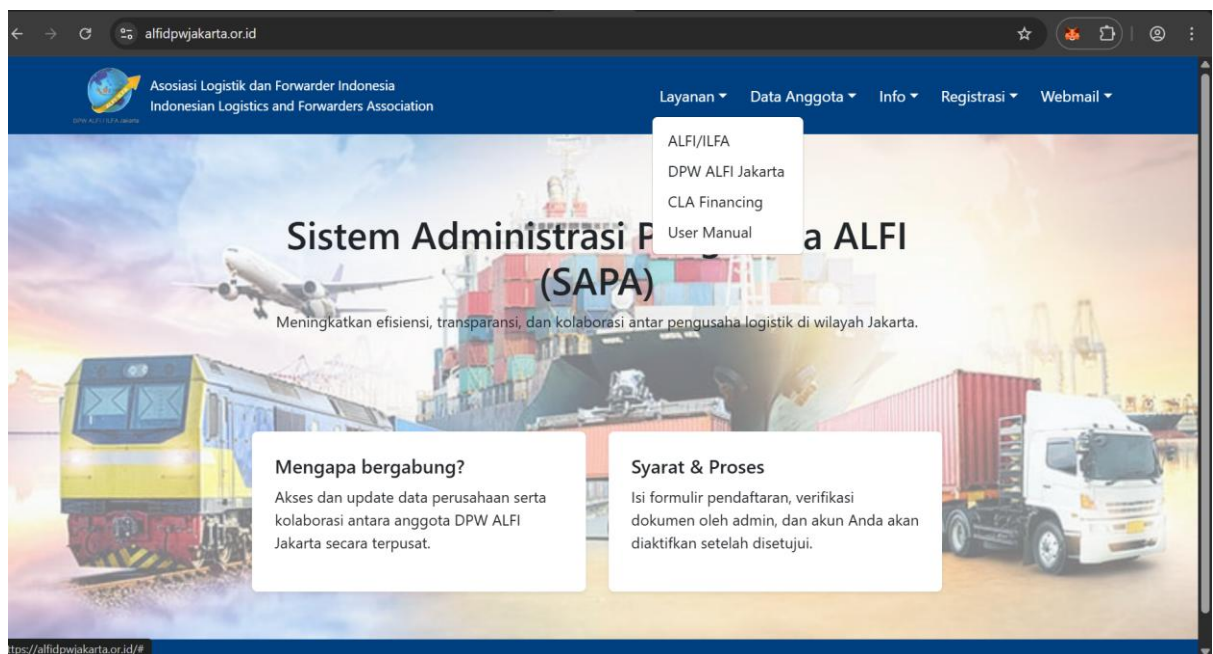 alfidpwjakarta.or.id
Asosiasi Logistik dan Forwarder Indonesia
Indonesian Logistics and Forwarders Association
DPW ALFI / ILFA Jakarta
Layanan
Data Anggota
Info
Registrasi
Webmail
ALFI/ILFA
DPW ALFI Jakarta
CLA Financing
User Manual
Sistem Administrasi P a ALFI
(SAPA)
Meningkatkan efisiensi, transparansi, dan kolaborasi antar pengusaha logistik di wilayah Jakarta.
Mengapa bergabung?
Akses dan update data perusahaan serta
kolaborasi antara anggota DPW ALFI
Jakarta secara terpusat.
Syarat & Proses
Isi formulir pendaftaran, verifikasi
dokumen oleh admin, dan akun Anda akan
diaktifkan setelah disetujui.
ttps://alfidpwjakarta.or.id/#